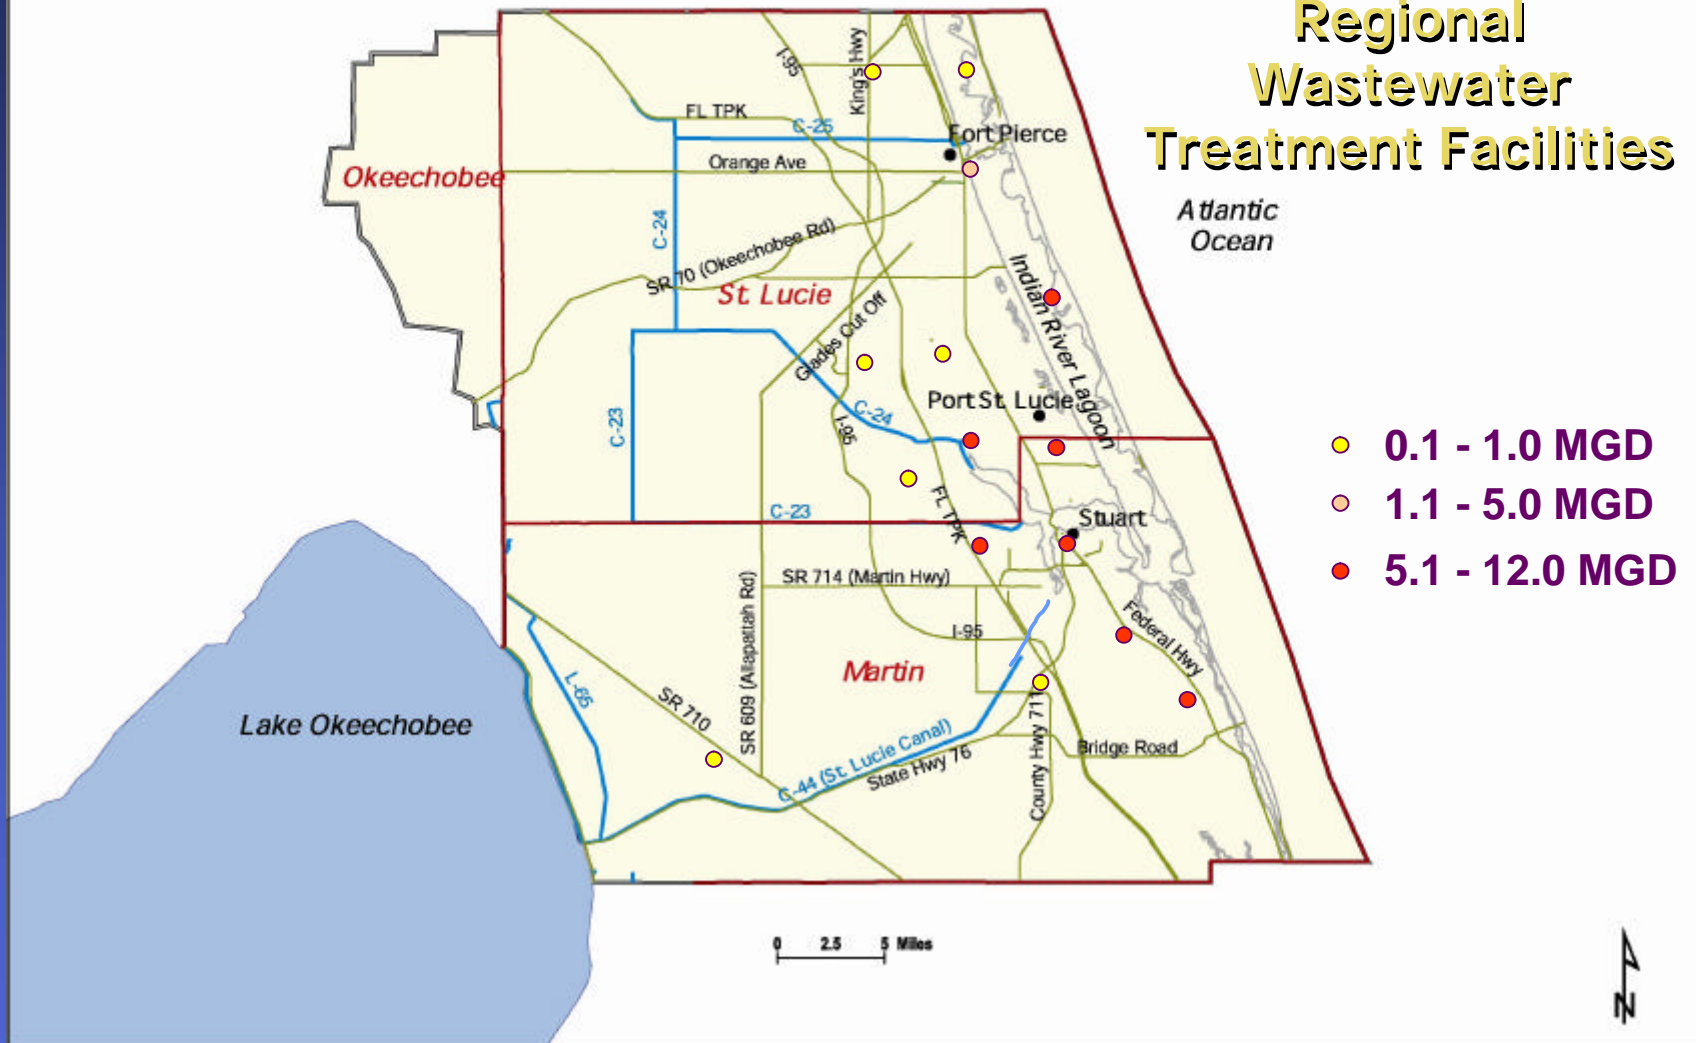 Regional
Wastewater
Treatment Facilities
I-95
King's Hwy
FL TPK
C-25
Fort Pierce
Orange Ave
Okeechobee
Atlantic
Ocean
C-24
SR 70 (Okeechobee Rd)
St. Lucie
Indian River Lagoon
Glades Cut Off
Port St. Lucie
C-24
C-23
I-95
0.1 - 1.0 MGD
1.1 - 5.0 MGD
5.1 - 12.0 MGD
FL TPK
C-23
Stuart
SR 714 (Martin Hwy)
SR 609 (Allapattah Rd)
I-95
Federal Hwy
Martin
L-65
SR 710
Lake Okeechobee
C-44 (St. Lucie Canal)
State Hwy 76
County Hwy 711
Bridge Road
0 2.5 5 Miles
N